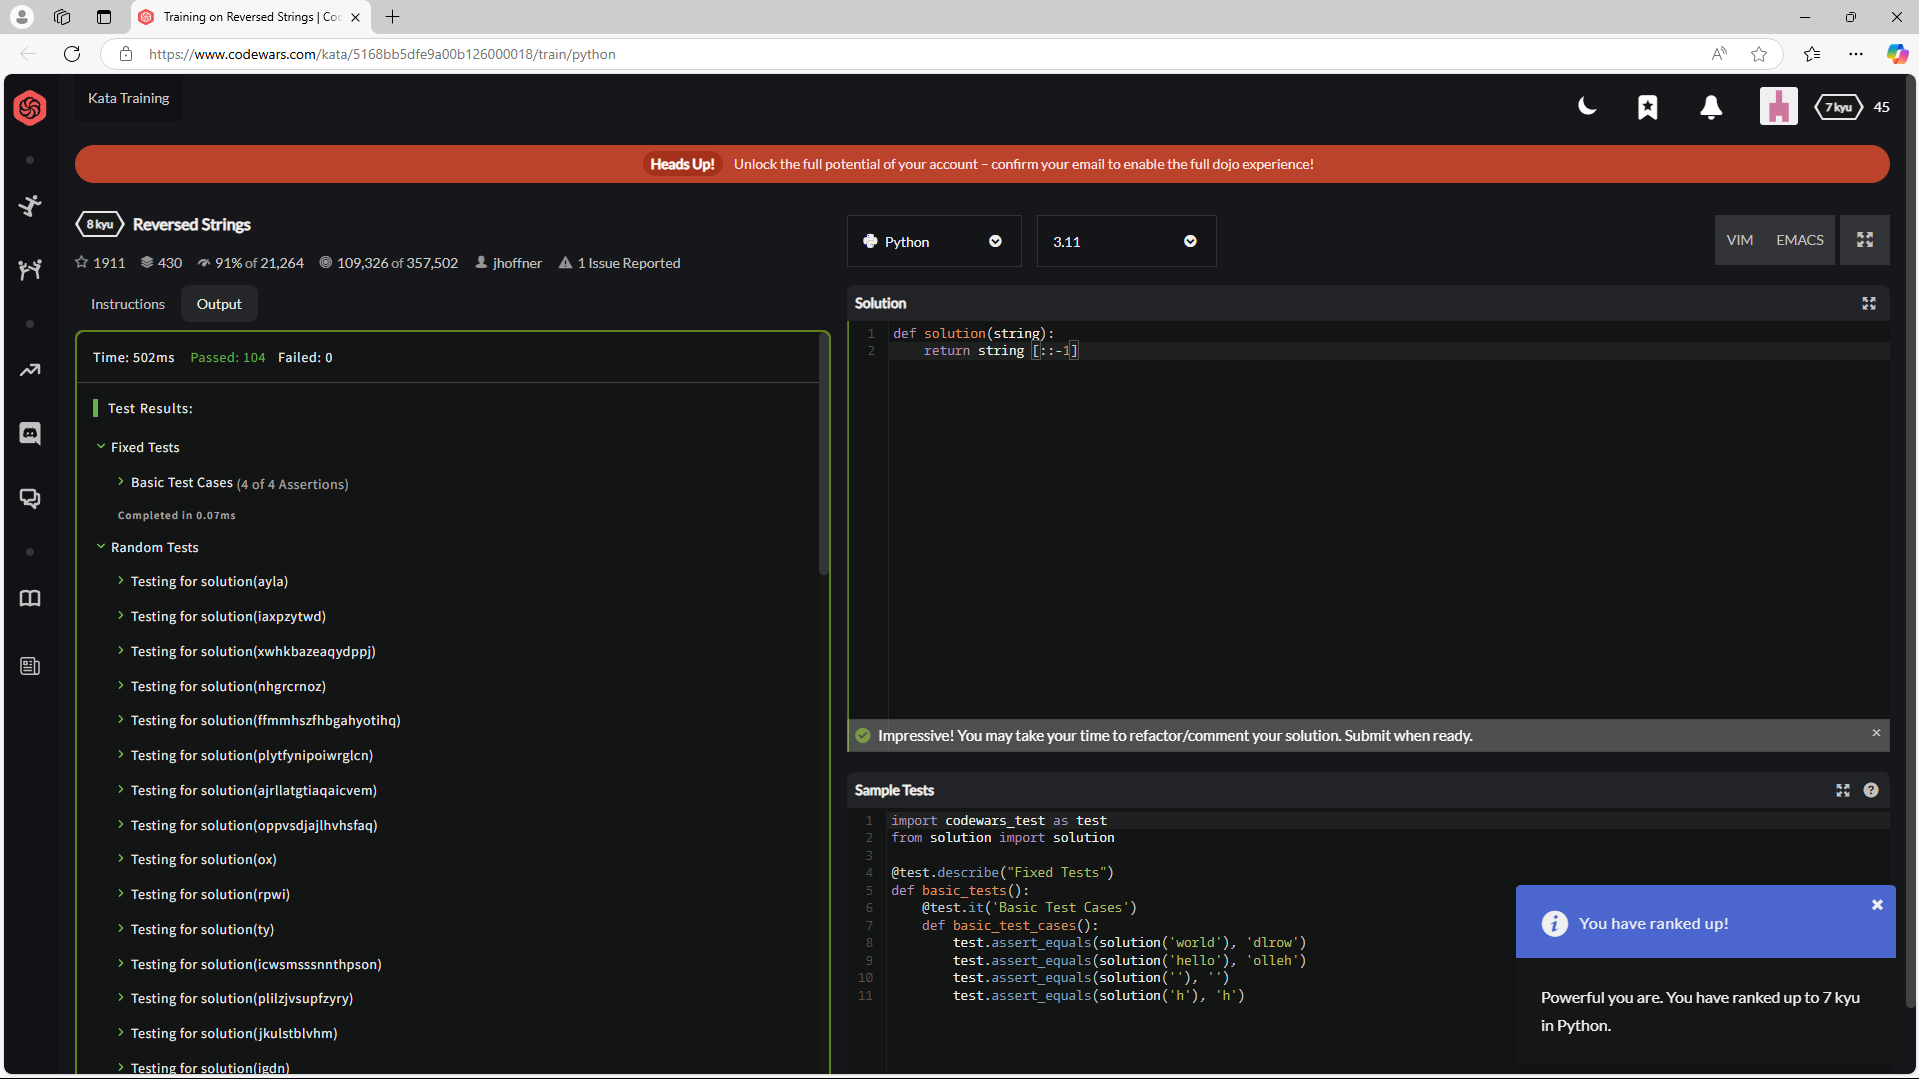 Training on Reversed Strings | Co
https://www.codewars.com/kata/5168bb5dfe9a00b126000018/train/python
Kata Training
7 kyu
45
Heads Up!
Unlock the full potential of your account – confirm your email to enable the full dojo experience!
8 kyu
Reversed Strings
1911
430
91% of 21,264
109,326 of 357,502
jhoffner
1 Issue Reported
Python
3.11
VIM
EMACS
Instructions
Output
Time: 502ms
Passed: 104
Failed: 0
Test Results:
Fixed Tests
Basic Test Cases (4 of 4 Assertions)
Completed in 0.07ms
Random Tests
Testing for solution(ayla)
Testing for solution(iaxpzytwd)
Testing for solution(xwhkbazeaqydppj)
Testing for solution(nhgrcrnoz)
Testing for solution(ffmmhszfhbgahyotihq)
Testing for solution(plytfynipoiwrglcn)
Testing for solution(ajrllatgtiaqaicvem)
Testing for solution(oppvsdjajlhvhsfaq)
Testing for solution(ox)
Testing for solution(rpwi)
Testing for solution(ty)
Testing for solution(icwsmsssnnthpson)
Testing for solution(plilzjvsupfzyry)
Testing for solution(jkulstblvhm)
Testing for solution(igdn)
Solution
1 def solution(string):
2     return string [::-1]
Impressive! You may take your time to refactor/comment your solution. Submit when ready.
Sample Tests
1 import codewars_test as test
2 from solution import solution
3
4 @test.describe("Fixed Tests")
5 def basic_tests():
6     @test.it('Basic Test Cases')
7     def basic_test_cases():
8         test.assert_equals(solution('world'), 'dlrow')
9         test.assert_equals(solution('hello'), 'olleh')
10         test.assert_equals(solution(''), '')
11         test.assert_equals(solution('h'), 'h')
You have ranked up!
Powerful you are. You have ranked up to 7 kyu
in Python.